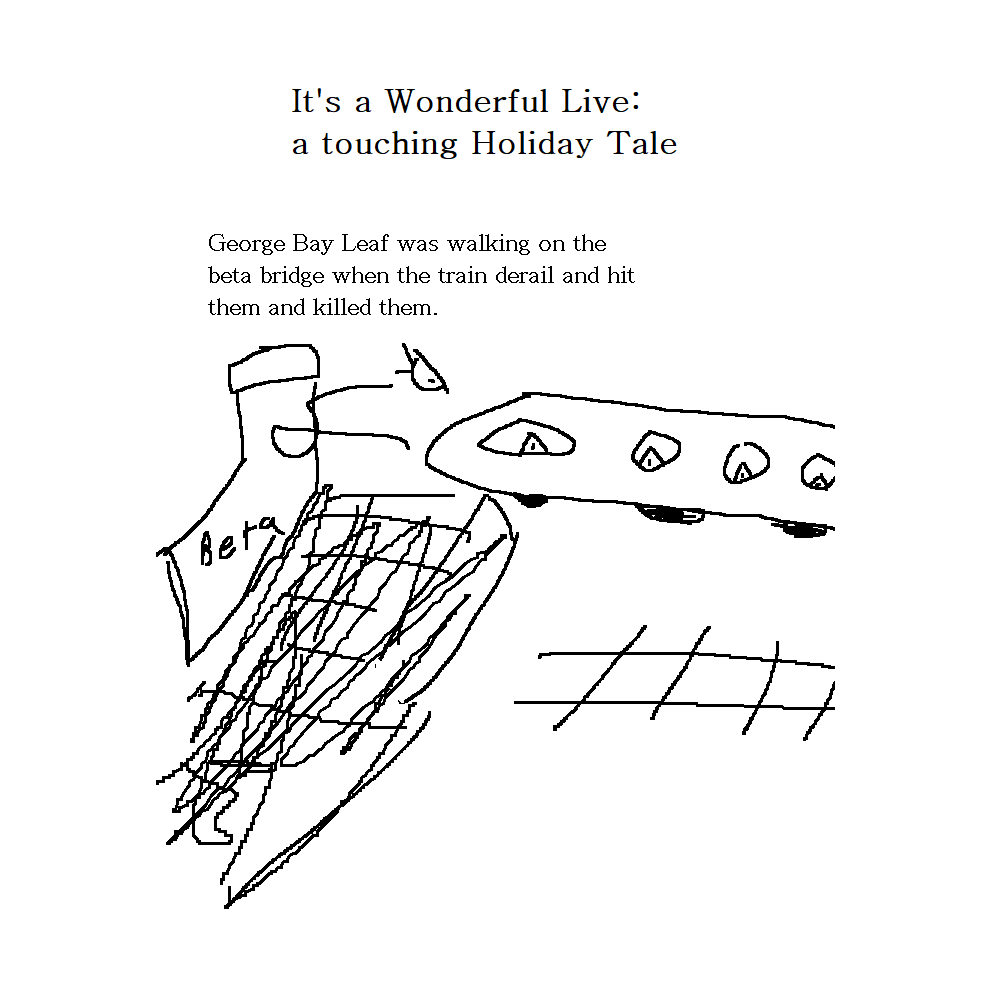 It's a Wonderful Live:
a touching Holiday Tale
George Bay Leaf was walking on the
beta bridge when the train derail and hit
them and killed them.
Beta